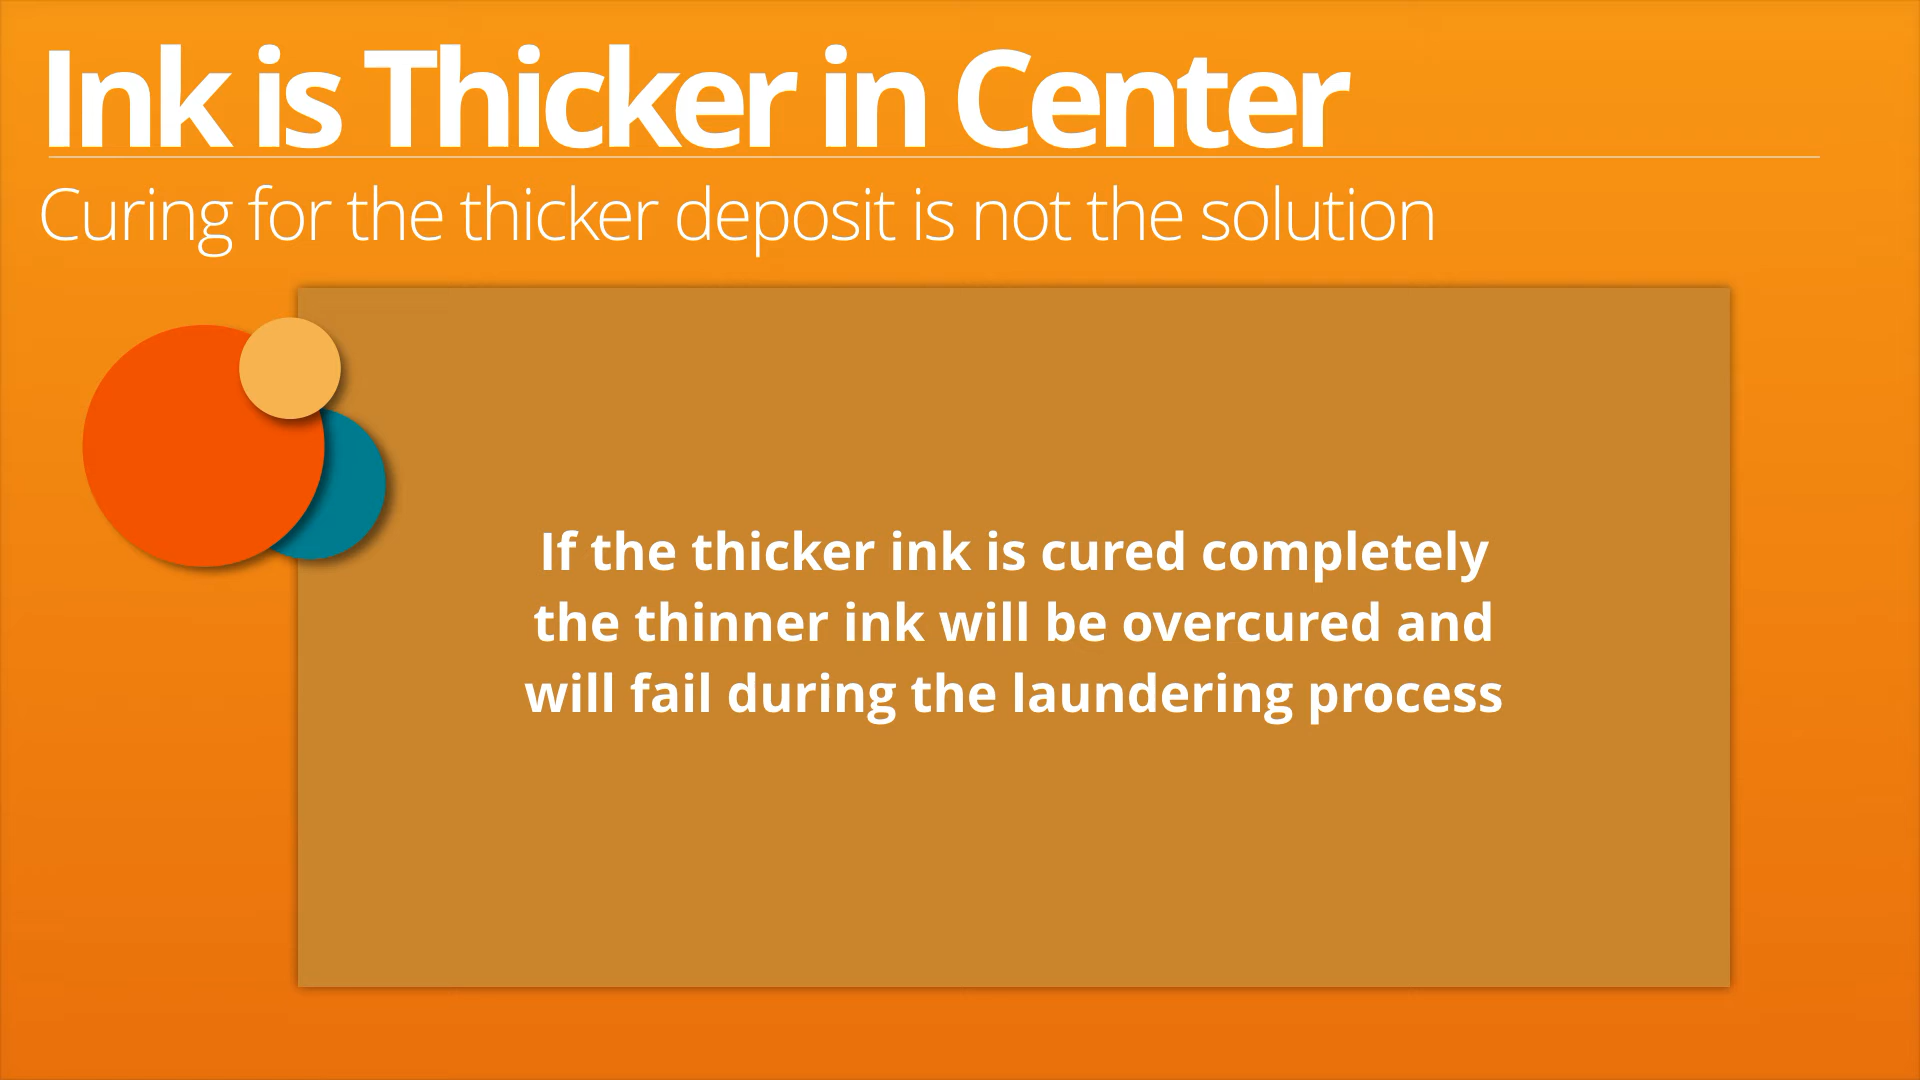 Ink is Thicker in Center
Curing for the thicker deposit is not the solution
If the thicker ink is cured completely
the thinner ink will be overcured and
will fail during the laundering process